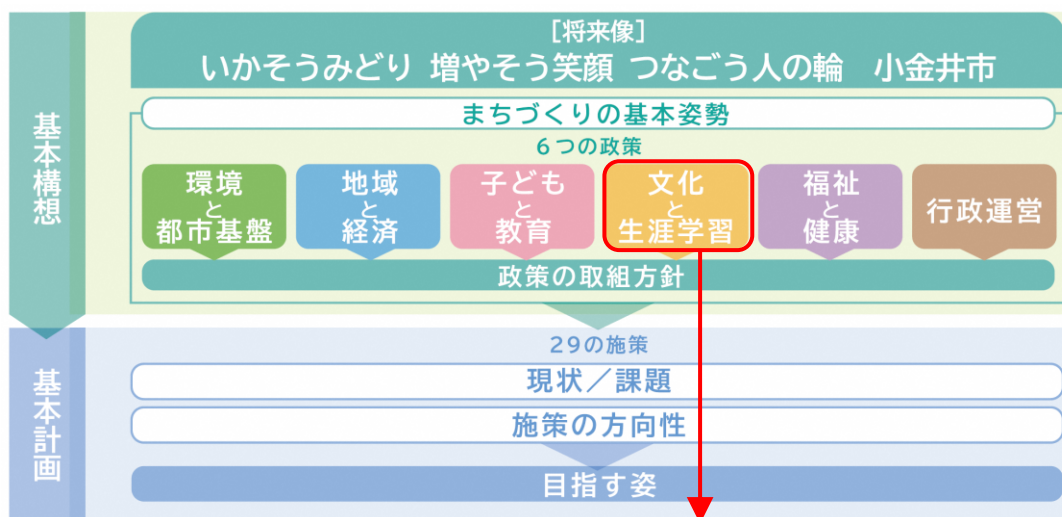 [将来像]
いかそうみどり 増やそう笑顔 つなごう人の輪　小金井市
まちづくりの基本姿勢
6つの政策
環境
と
都市基盤
地域
と
経済
子ども
と
教育
文化
と
生涯学習
福祉
と
健康
行政運営
政策の取組方針
基本構想
29の施策
現状／課題
施策の方向性
目指す姿
基本計画